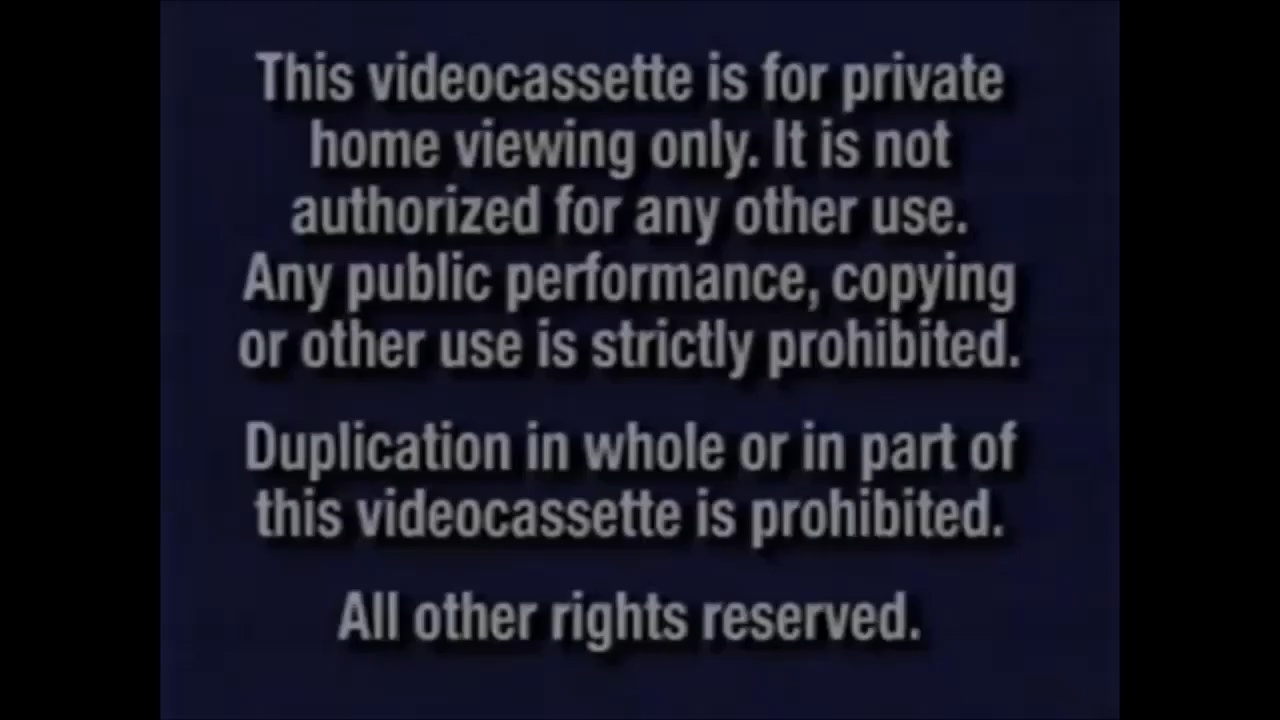 This videocassette is for private
home viewing only. It is not
authorized for any other use.
Any public performance, copying
or other use is strictly prohibited.
Duplication in whole or in part of
this videocassette is prohibited.
All other rights reserved.